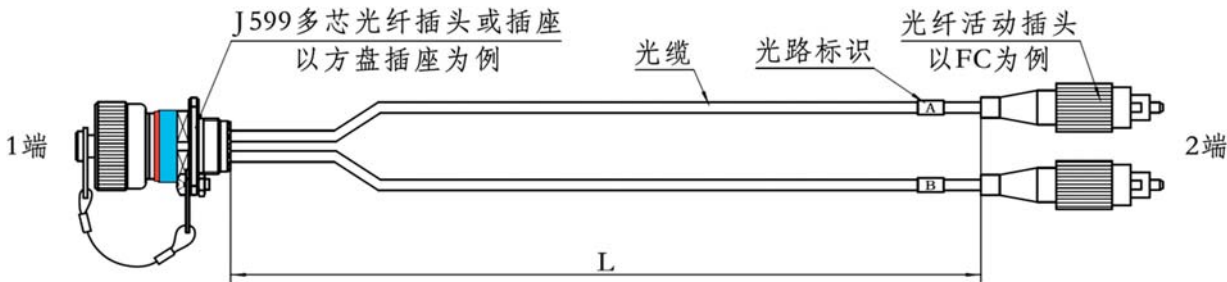 J599多芯光纤插头或插座
以方盘插座为例
光缆
光路标识
光纤活动插头
以FC为例
1端
A
2端
B
L